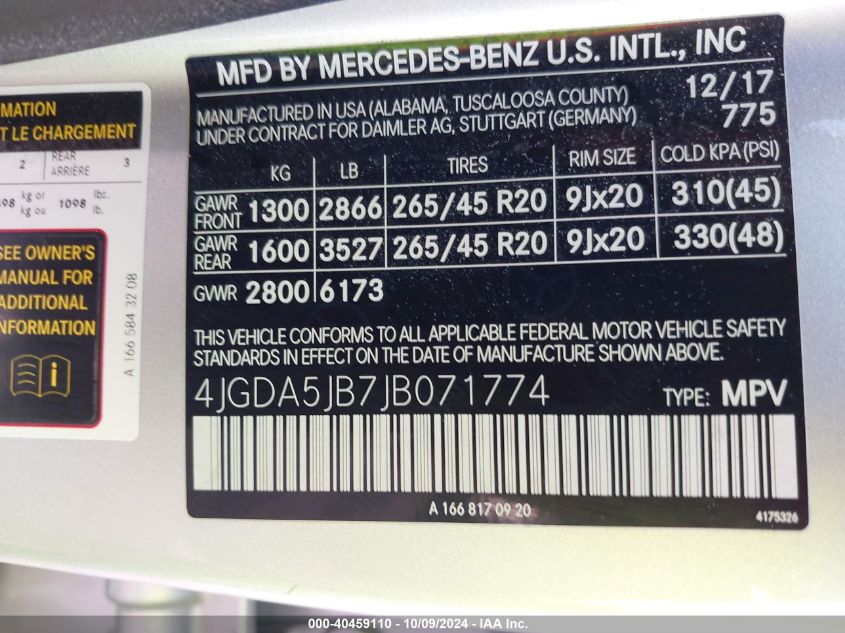 MFD BY MERCEDES-BENZ U.S. INTL., INC
MANUFACTURED IN USA (ALABAMA, TUSCALOOSA COUNTY) 12/17
UNDER CONTRACT FOR DAIMLER AG, STUTTGART (GERMANY) 775
KG LB TIRES RIM SIZE COLD KPA (PSI)
GAWR FRONT 1300 2866 265/45 R20 9Jx20 310(45)
GAWR REAR 1600 3527 265/45 R20 9Jx20 330(48)
GVWR 2800 6173
THIS VEHICLE CONFORMS TO ALL APPLICABLE FEDERAL MOTOR VEHICLE SAFETY
STANDARDS IN EFFECT ON THE DATE OF MANUFACTURE SHOWN ABOVE.
4JGDA5JB7JB071774 TYPE: MPV
A 166 817 09 20
4175326
T LE CHARGEMENT
2 REAR 3
ARRIÈRE
kg or 1098 lbs.
kg ou lb.
SEE OWNER'S
MANUAL FOR
ADDITIONAL
INFORMATION
A 166 584 32 08
000-40459110 - 10/09/2024 - IAA Inc.